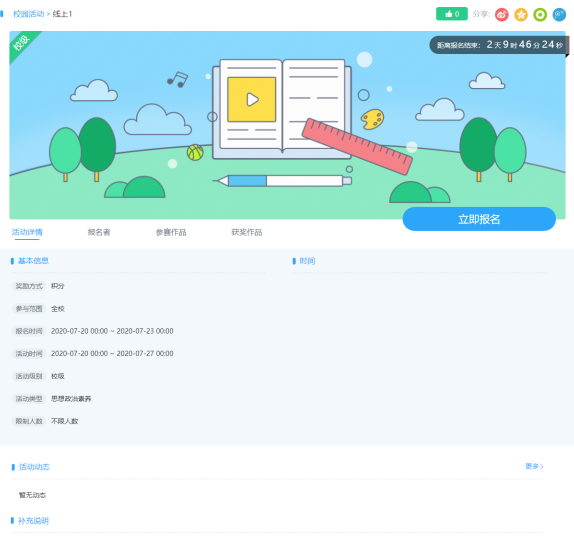 校园活动 > 线上1
0 分享:
校级
距离报名结束: 2 天 9 时 46 分 24 秒
立即报名
活动详情 报名者 参赛作品 获奖作品
基本信息
时间
奖励方式 积分
参与范围 全校
报名时间 2020-07-20 00:00 ~ 2020-07-23 00:00
活动时间 2020-07-20 00:00 ~ 2020-07-27 00:00
活动级别 校级
活动类型 思想政治素养
限制人数 不限人数
活动动态 更多>
暂无动态
补充说明